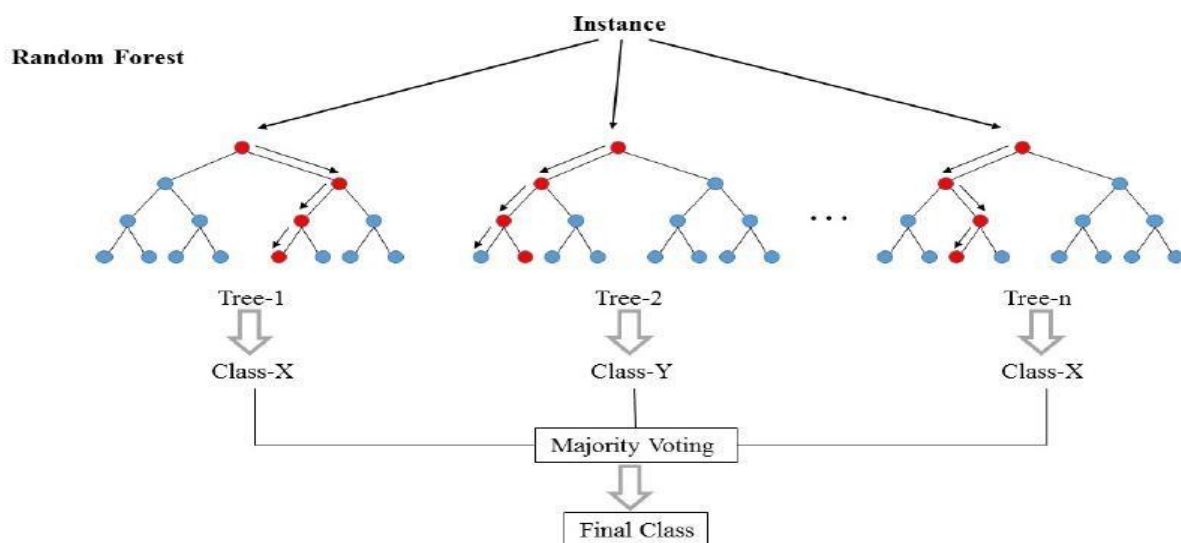 Instance
Random Forest
...
Tree-1
Tree-2
Tree-n
Class-X
Class-Y
Class-X
Majority Voting
Final Class